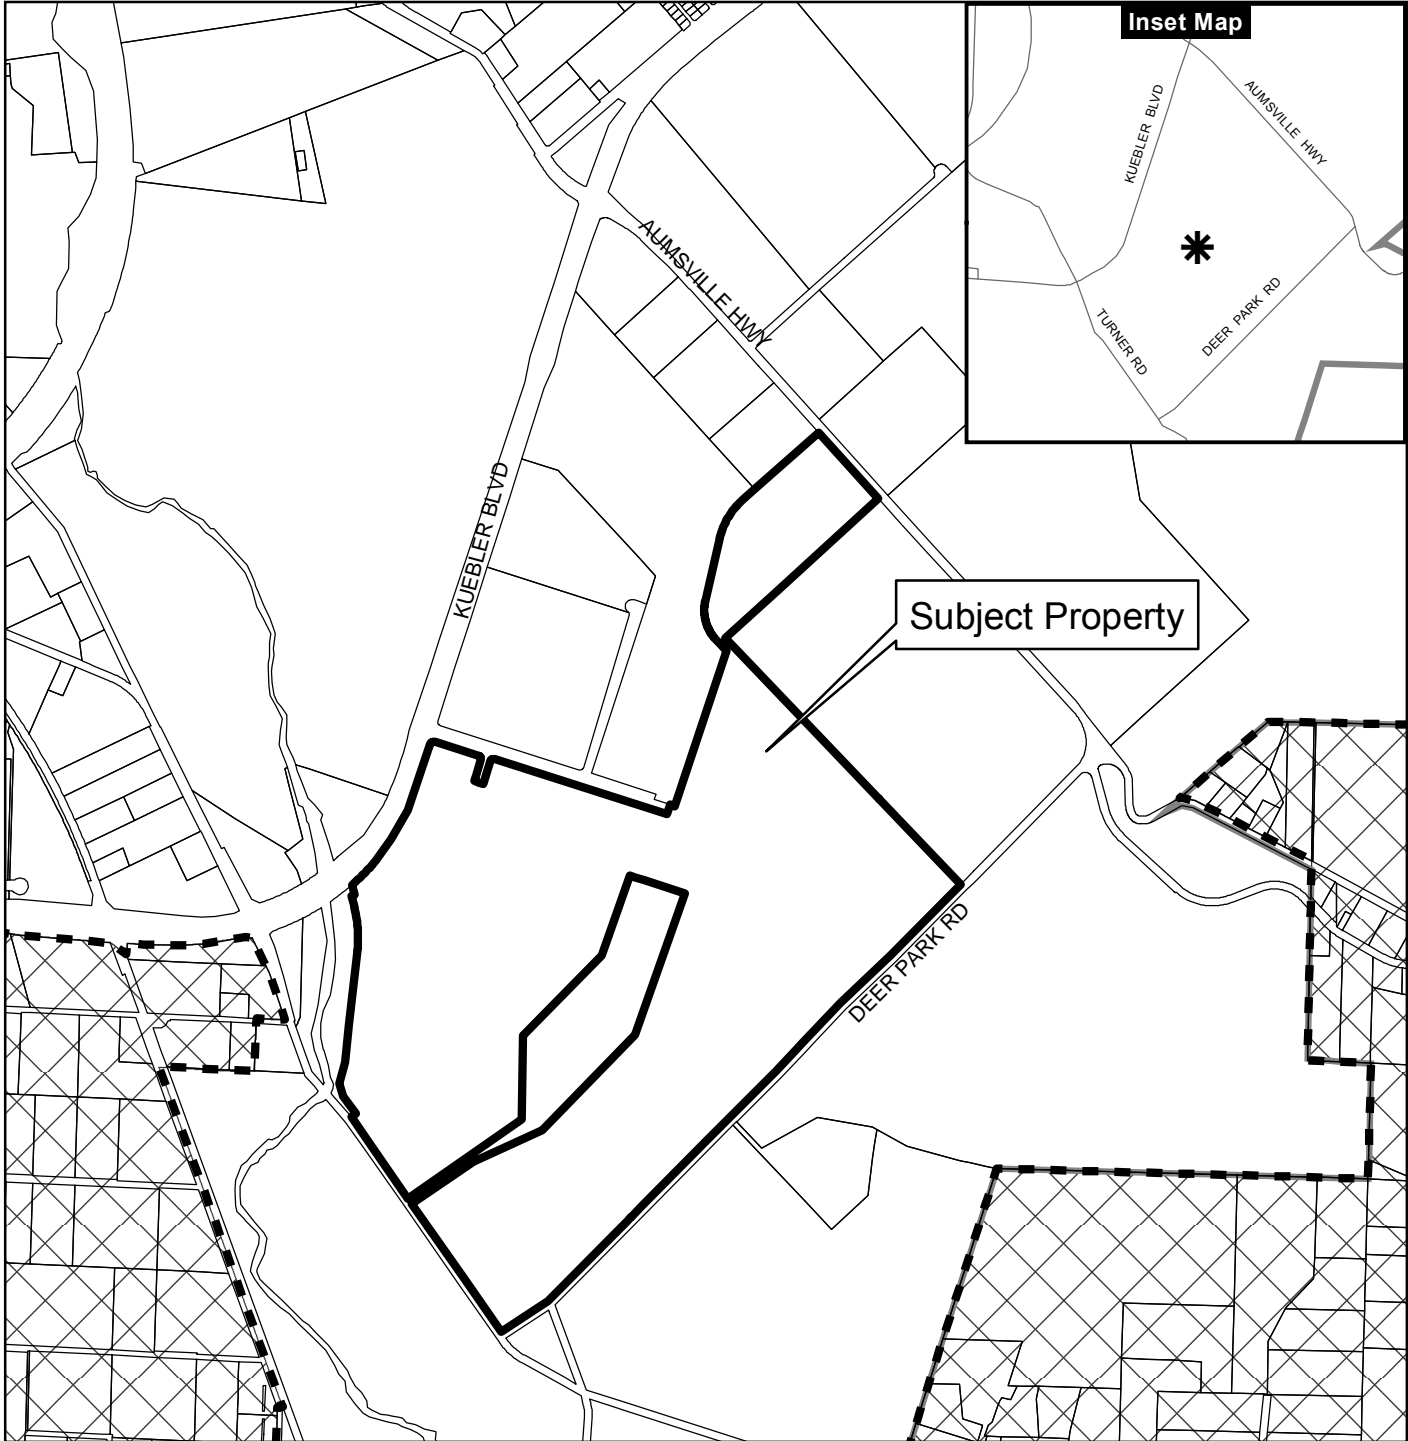 Inset Map
KUEBLER BLVD
AUMSVILLE HWY
TURNER RD
DEER PARK RD
AUMSVILLE HWY
KUEBLER BLVD
Subject Property
DEER PARK RD